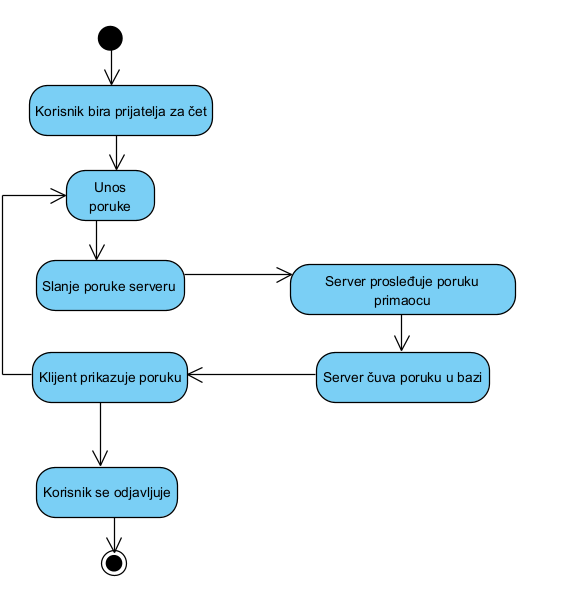 Korisnik bira prijatelja za čet
Unos
poruke
Slanje poruke serveru
Server prosleđuje poruku
primaocu
Klijent prikazuje poruku
Server čuva poruku u bazi
Korisnik se odjavljuje